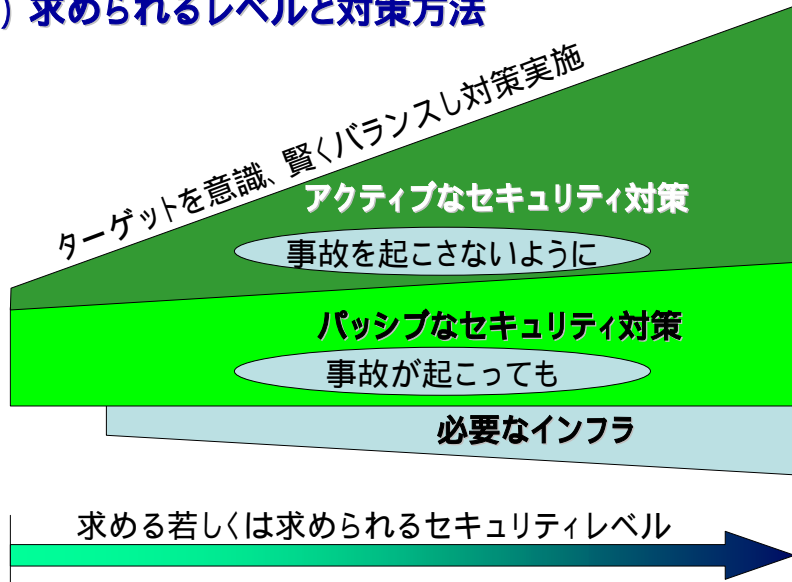 ) 求められるレベルと対策方法
ターゲットを意識、賢くバランスし対策実施
アクティブなセキュリティ対策
事故を起こさないように
パッシブなセキュリティ対策
事故が起こっても
必要なインフラ
求める若しくは求められるセキュリティレベル